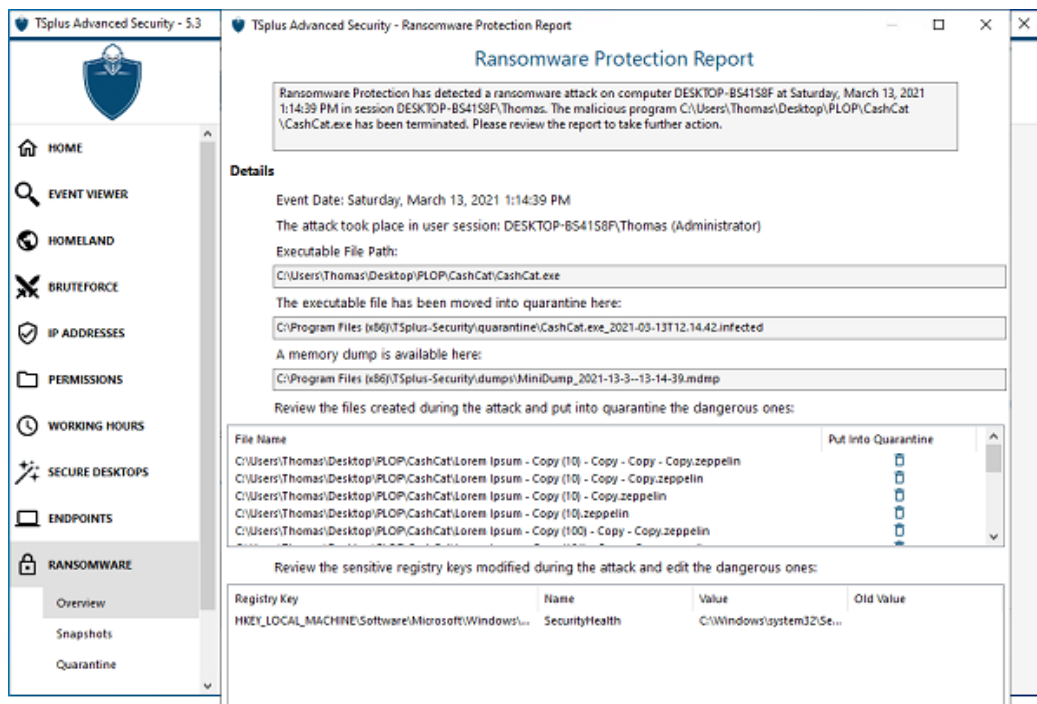 TSplus Advanced Security - 5.3
TSplus Advanced Security - Ransomware Protection Report
HOME
EVENT VIEWER
HOMELAND
BRUTEFORCE
IP ADDRESSES
PERMISSIONS
WORKING HOURS
SECURE DESKTOPS
ENDPOINTS
RANSOMWARE
Overview
Snapshots
Quarantine
Ransomware Protection Report
Ransomware Protection has detected a ransomware attack on computer DESKTOP-BS41S8F at Saturday, March 13, 2021
1:14:39 PM in session DESKTOP-BS41S8F\Thomas. The malicious program C:\Users\Thomas\Desktop\PLOP\CashCat
\CashCat.exe has been terminated. Please review the report to take further action.
Details
Event Date: Saturday, March 13, 2021 1:14:39 PM
The attack took place in user session: DESKTOP-BS41S8F\Thomas (Administrator)
Executable File Path:
C:\Users\Thomas\Desktop\PLOP\CashCat\CashCat.exe
The executable file has been moved into quarantine here:
C:\Program Files (x86)\TSplus-Security\quarantine\CashCat.exe_2021-03-13T12.14.42.infected
A memory dump is available here:
C:\Program Files (x86)\TSplus-Security\dumps\MiniDump_2021-13-3--13-14-39.mdmp
Review the files created during the attack and put into quarantine the dangerous ones:
File Name Put Into Quarantine
C:\Users\Thomas\Desktop\PLOP\CashCat\Lorem Ipsum - Copy (10) - Copy - Copy - Copy.zeppelin
C:\Users\Thomas\Desktop\PLOP\CashCat\Lorem Ipsum - Copy (10) - Copy - Copy.zeppelin
C:\Users\Thomas\Desktop\PLOP\CashCat\Lorem Ipsum - Copy (10) - Copy.zeppelin
C:\Users\Thomas\Desktop\PLOP\CashCat\Lorem Ipsum - Copy (10).zeppelin
C:\Users\Thomas\Desktop\PLOP\CashCat\Lorem Ipsum - Copy (100) - Copy - Copy.zeppelin
Review the sensitive registry keys modified during the attack and edit the dangerous ones:
Registry Key Name Value Old Value
HKEY_LOCAL_MACHINE\Software\Microsoft\Windows\... SecurityHealth C:\Windows\system32\Se...